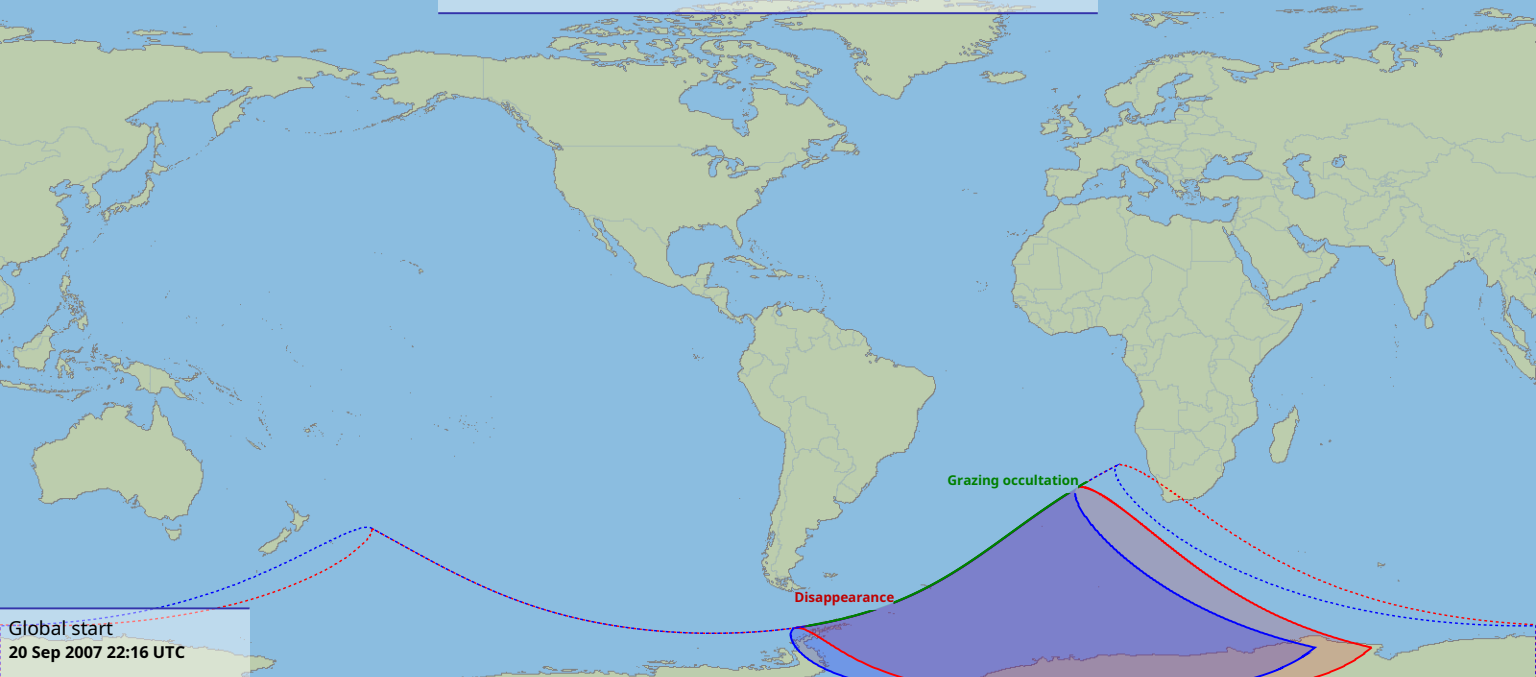 Grazing occultation
Disappearance
Global start
20 Sep 2007 22:16 UTC